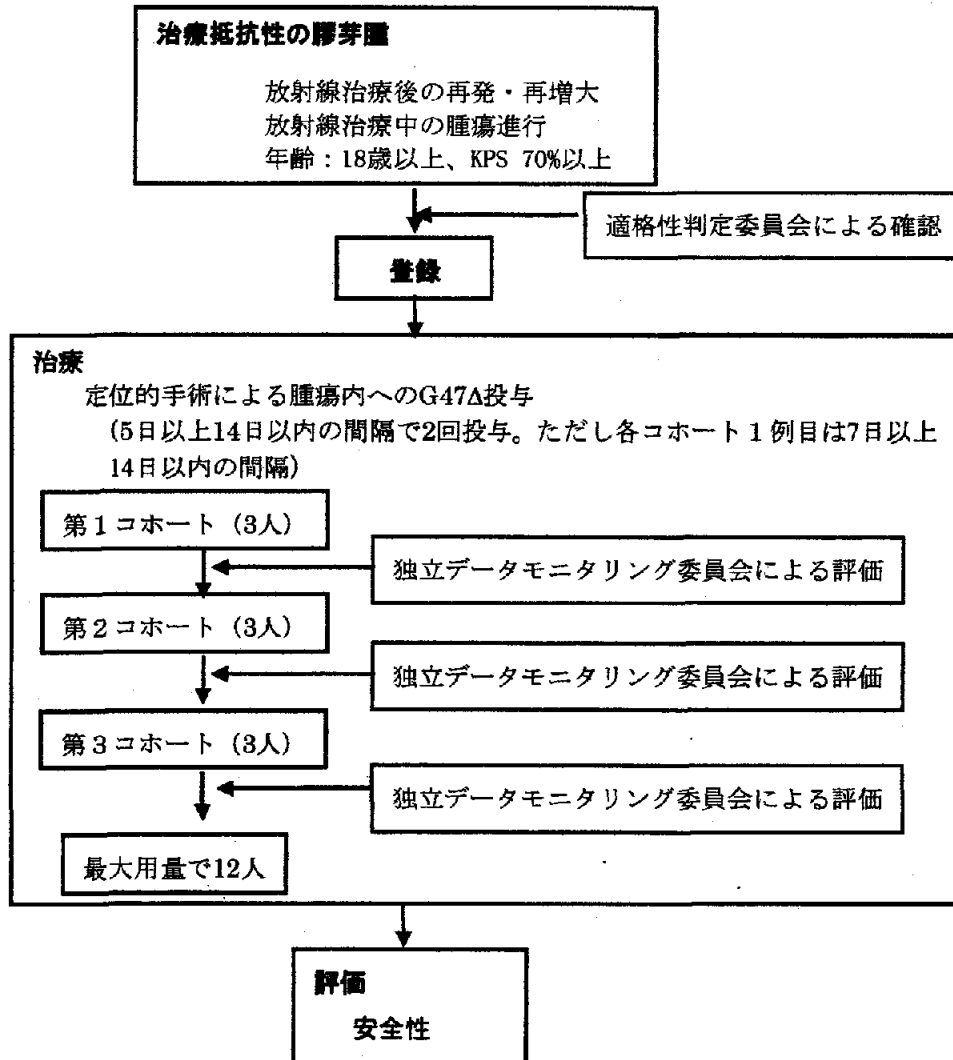 治療抵抗性の膠芽腫
放射線治療後の再発・再増大
放射線治療中の腫瘍進行
年齢：18歳以上、KPS 70%以上
適格性判定委員会による確認
登録
治療
定位的手術による腫瘍内へのG47Δ投与
(5日以上14日以内の間隔で2回投与。ただし各コホート１例目は7日以上
14日以内の間隔)
第１コホート（3人）
独立データモニタリング委員会による評価
第２コホート（3人）
独立データモニタリング委員会による評価
第３コホート（3人）
独立データモニタリング委員会による評価
最大用量で12人
評価
安全性